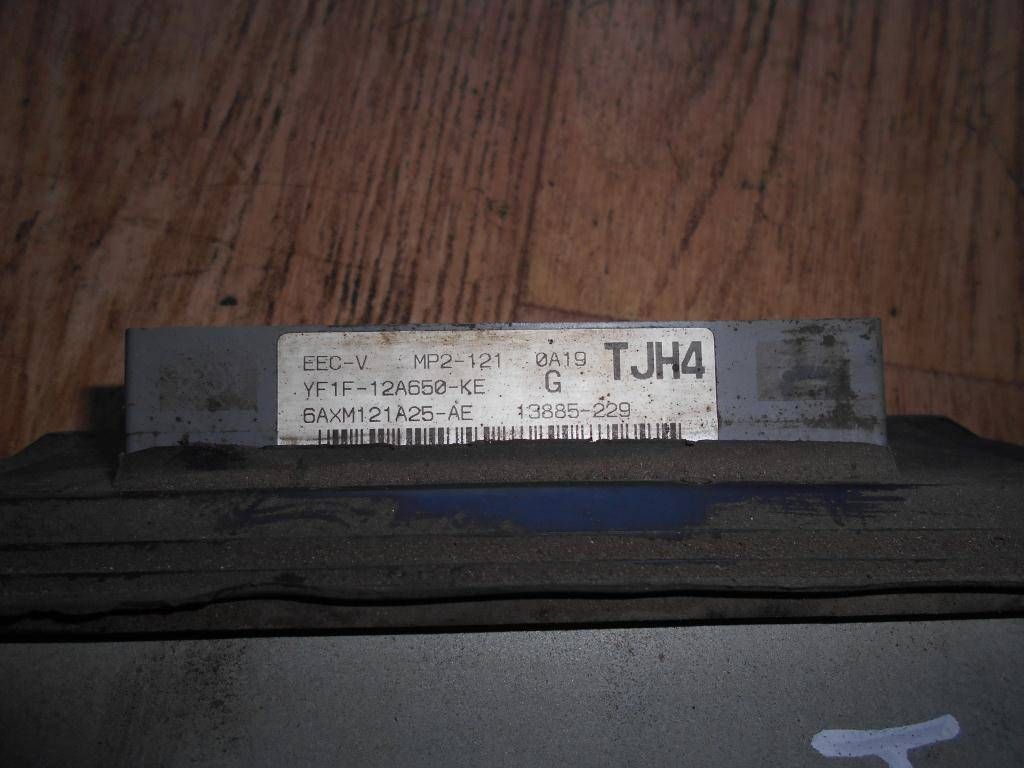 EEC-V MP2-121 0A19 TJH4
YF1F-12A650-KE G
6AXM121A25-AE 13885-229